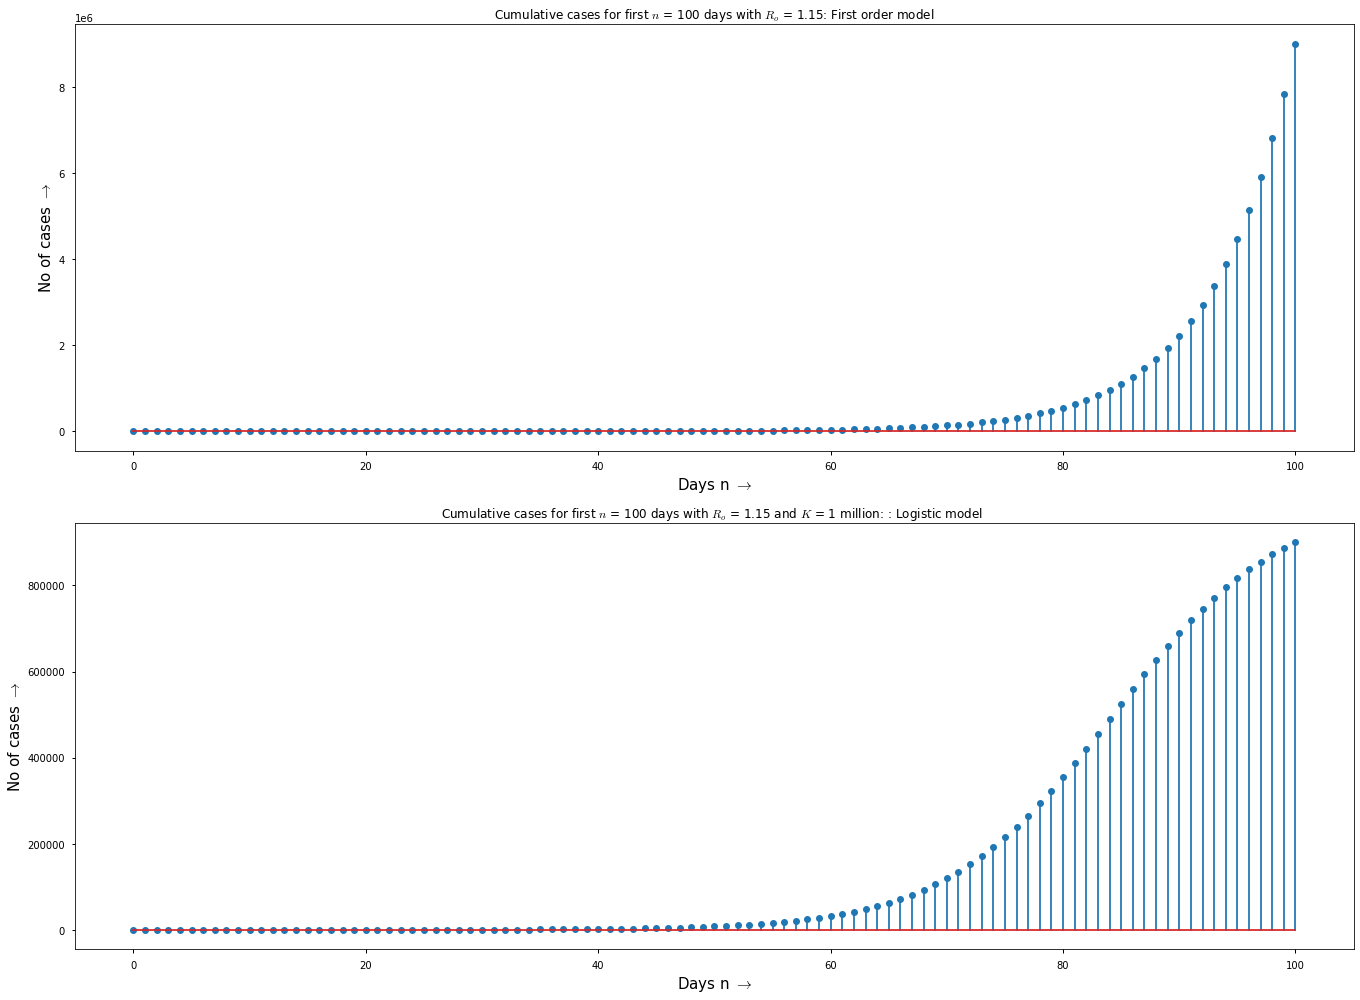 Cumulative cases for first n = 100 days with Rₒ = 1.15: First order model
1e6
8
6
4
2
0
No of cases →
0 20 40 60 80 100
Days n →
Cumulative cases for first n = 100 days with Rₒ = 1.15 and K = 1 million: : Logistic model
800000
600000
400000
200000
0
No of cases →
0 20 40 60 80 100
Days n →